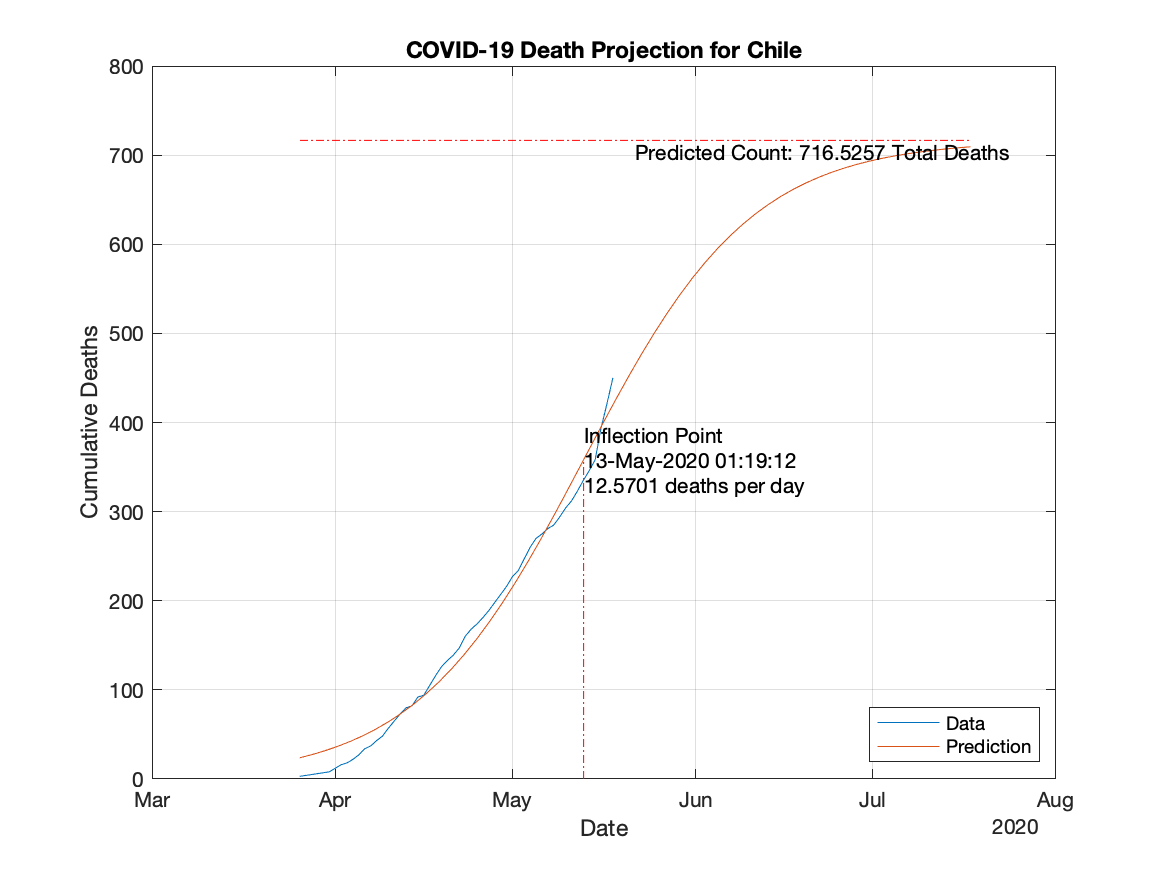 COVID-19 Death Projection for Chile
800
700
600
500
400
300
200
100
0
Cumulative Deaths
Predicted Count: 716.5257 Total Deaths
Inflection Point
13-May-2020 01:19:12
12.5701 deaths per day
Data
Prediction
Mar Apr May Jun Jul Aug
Date
2020